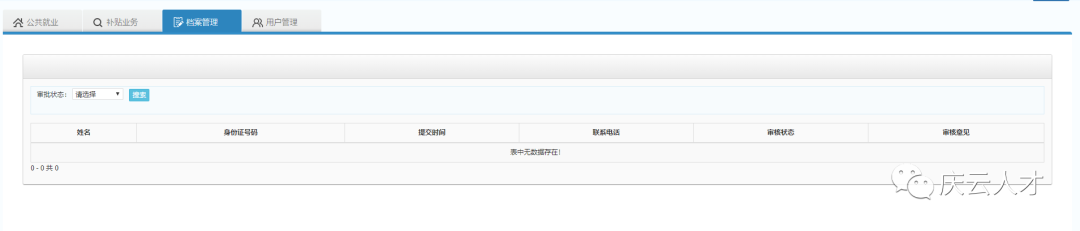 公共就业 补贴业务 档案管理 用户管理
审批状态： 请选择 搜索
姓名 身份证号码 提交时间 联系电话 审核状态 审核意见
表中无数据存在！
0 - 0 共 0
庆云人才